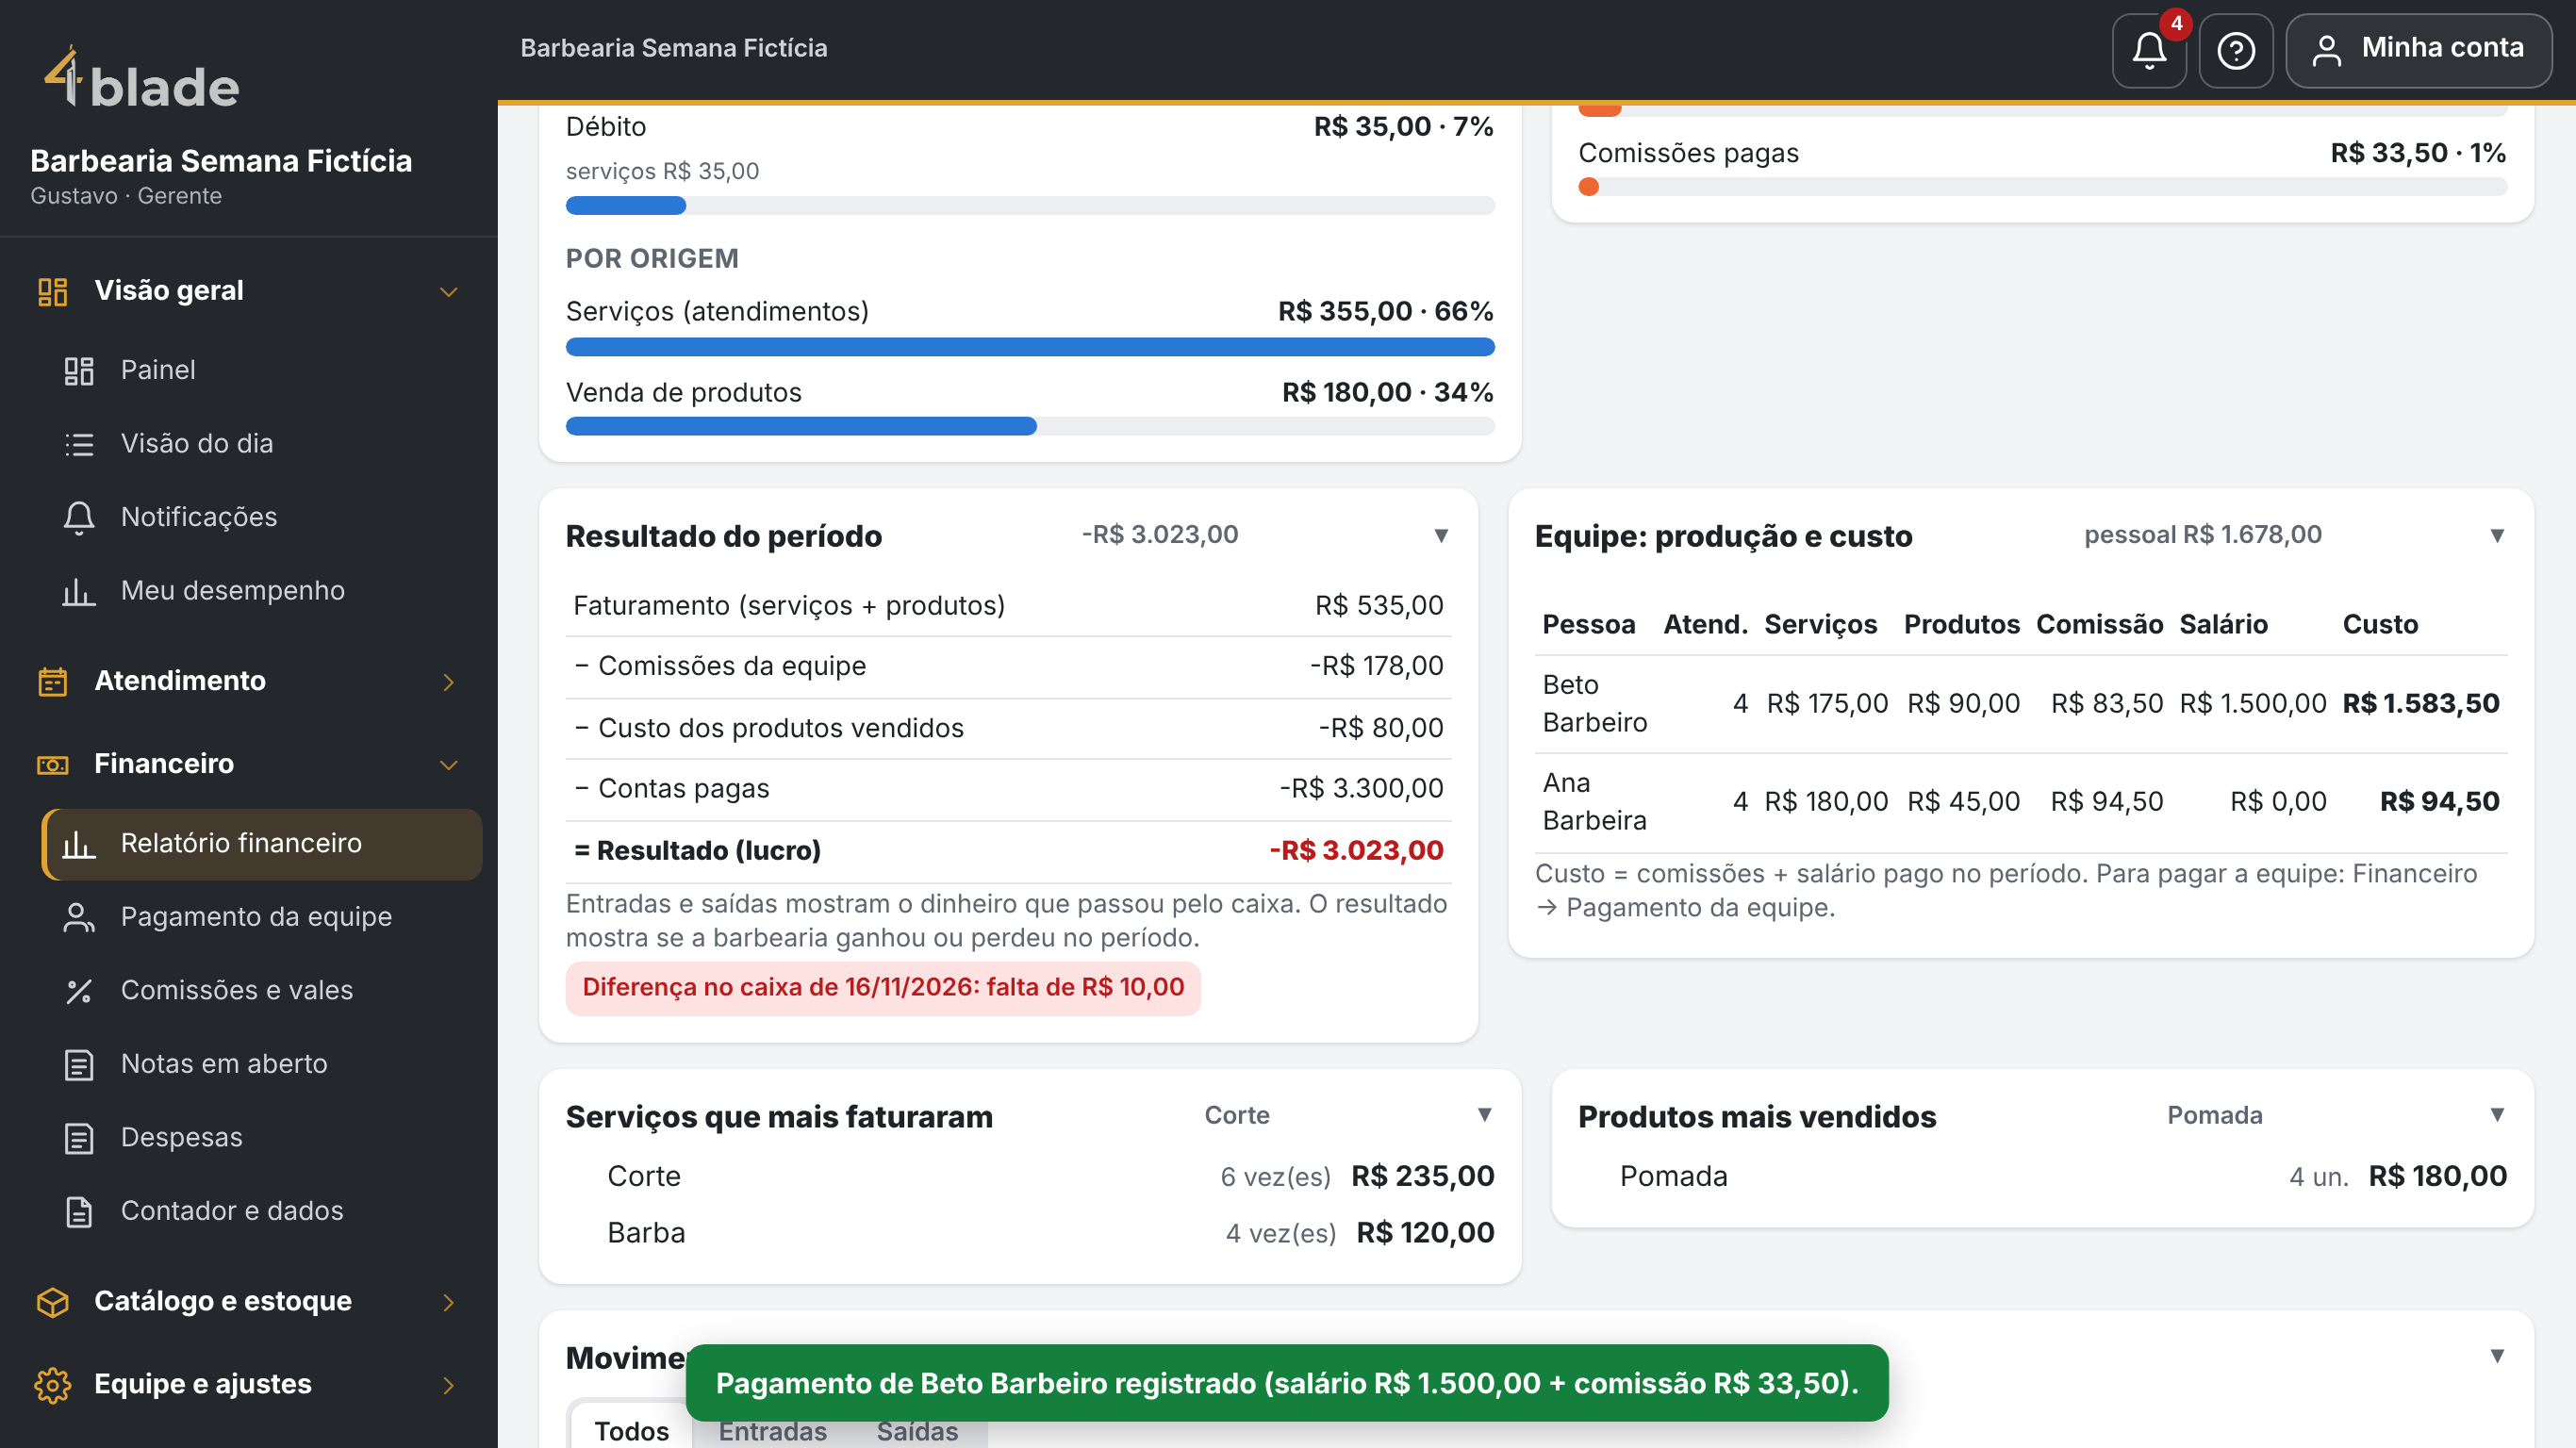 4blade
Barbearia Semana Fictícia
Gustavo · Gerente
Visão geral
Painel
Visão do dia
Notificações
Meu desempenho
Atendimento
Financeiro
Relatório financeiro
Pagamento da equipe
Comissões e vales
Notas em aberto
Despesas
Contador e dados
Catálogo e estoque
Equipe e ajustes
Barbearia Semana Fictícia
4
Minha conta
Débito R$ 35,00 · 7%
serviços R$ 35,00
POR ORIGEM
Serviços (atendimentos) R$ 355,00 · 66%
Venda de produtos R$ 180,00 · 34%
Comissões pagas R$ 33,50 · 1%
Resultado do período -R$ 3.023,00 ▼
Faturamento (serviços + produtos) R$ 535,00
− Comissões da equipe -R$ 178,00
− Custo dos produtos vendidos -R$ 80,00
− Contas pagas -R$ 3.300,00
= Resultado (lucro) -R$ 3.023,00
Entradas e saídas mostram o dinheiro que passou pelo caixa. O resultado
mostra se a barbearia ganhou ou perdeu no período.
Diferença no caixa de 16/11/2026: falta de R$ 10,00
Equipe: produção e custo pessoal R$ 1.678,00 ▼
Pessoa Atend. Serviços Produtos Comissão Salário Custo
Beto
Barbeiro 4 R$ 175,00 R$ 90,00 R$ 83,50 R$ 1.500,00 R$ 1.583,50
Ana
Barbeira 4 R$ 180,00 R$ 45,00 R$ 94,50 R$ 0,00 R$ 94,50
Custo = comissões + salário pago no período. Para pagar a equipe: Financeiro
→ Pagamento da equipe.
Serviços que mais faturaram Corte ▼
Corte 6 vez(es) R$ 235,00
Barba 4 vez(es) R$ 120,00
Produtos mais vendidos Pomada ▼
Pomada 4 un. R$ 180,00
Movime ▼
Pagamento de Beto Barbeiro registrado (salário R$ 1.500,00 + comissão R$ 33,50).
Todos Entradas Saídas